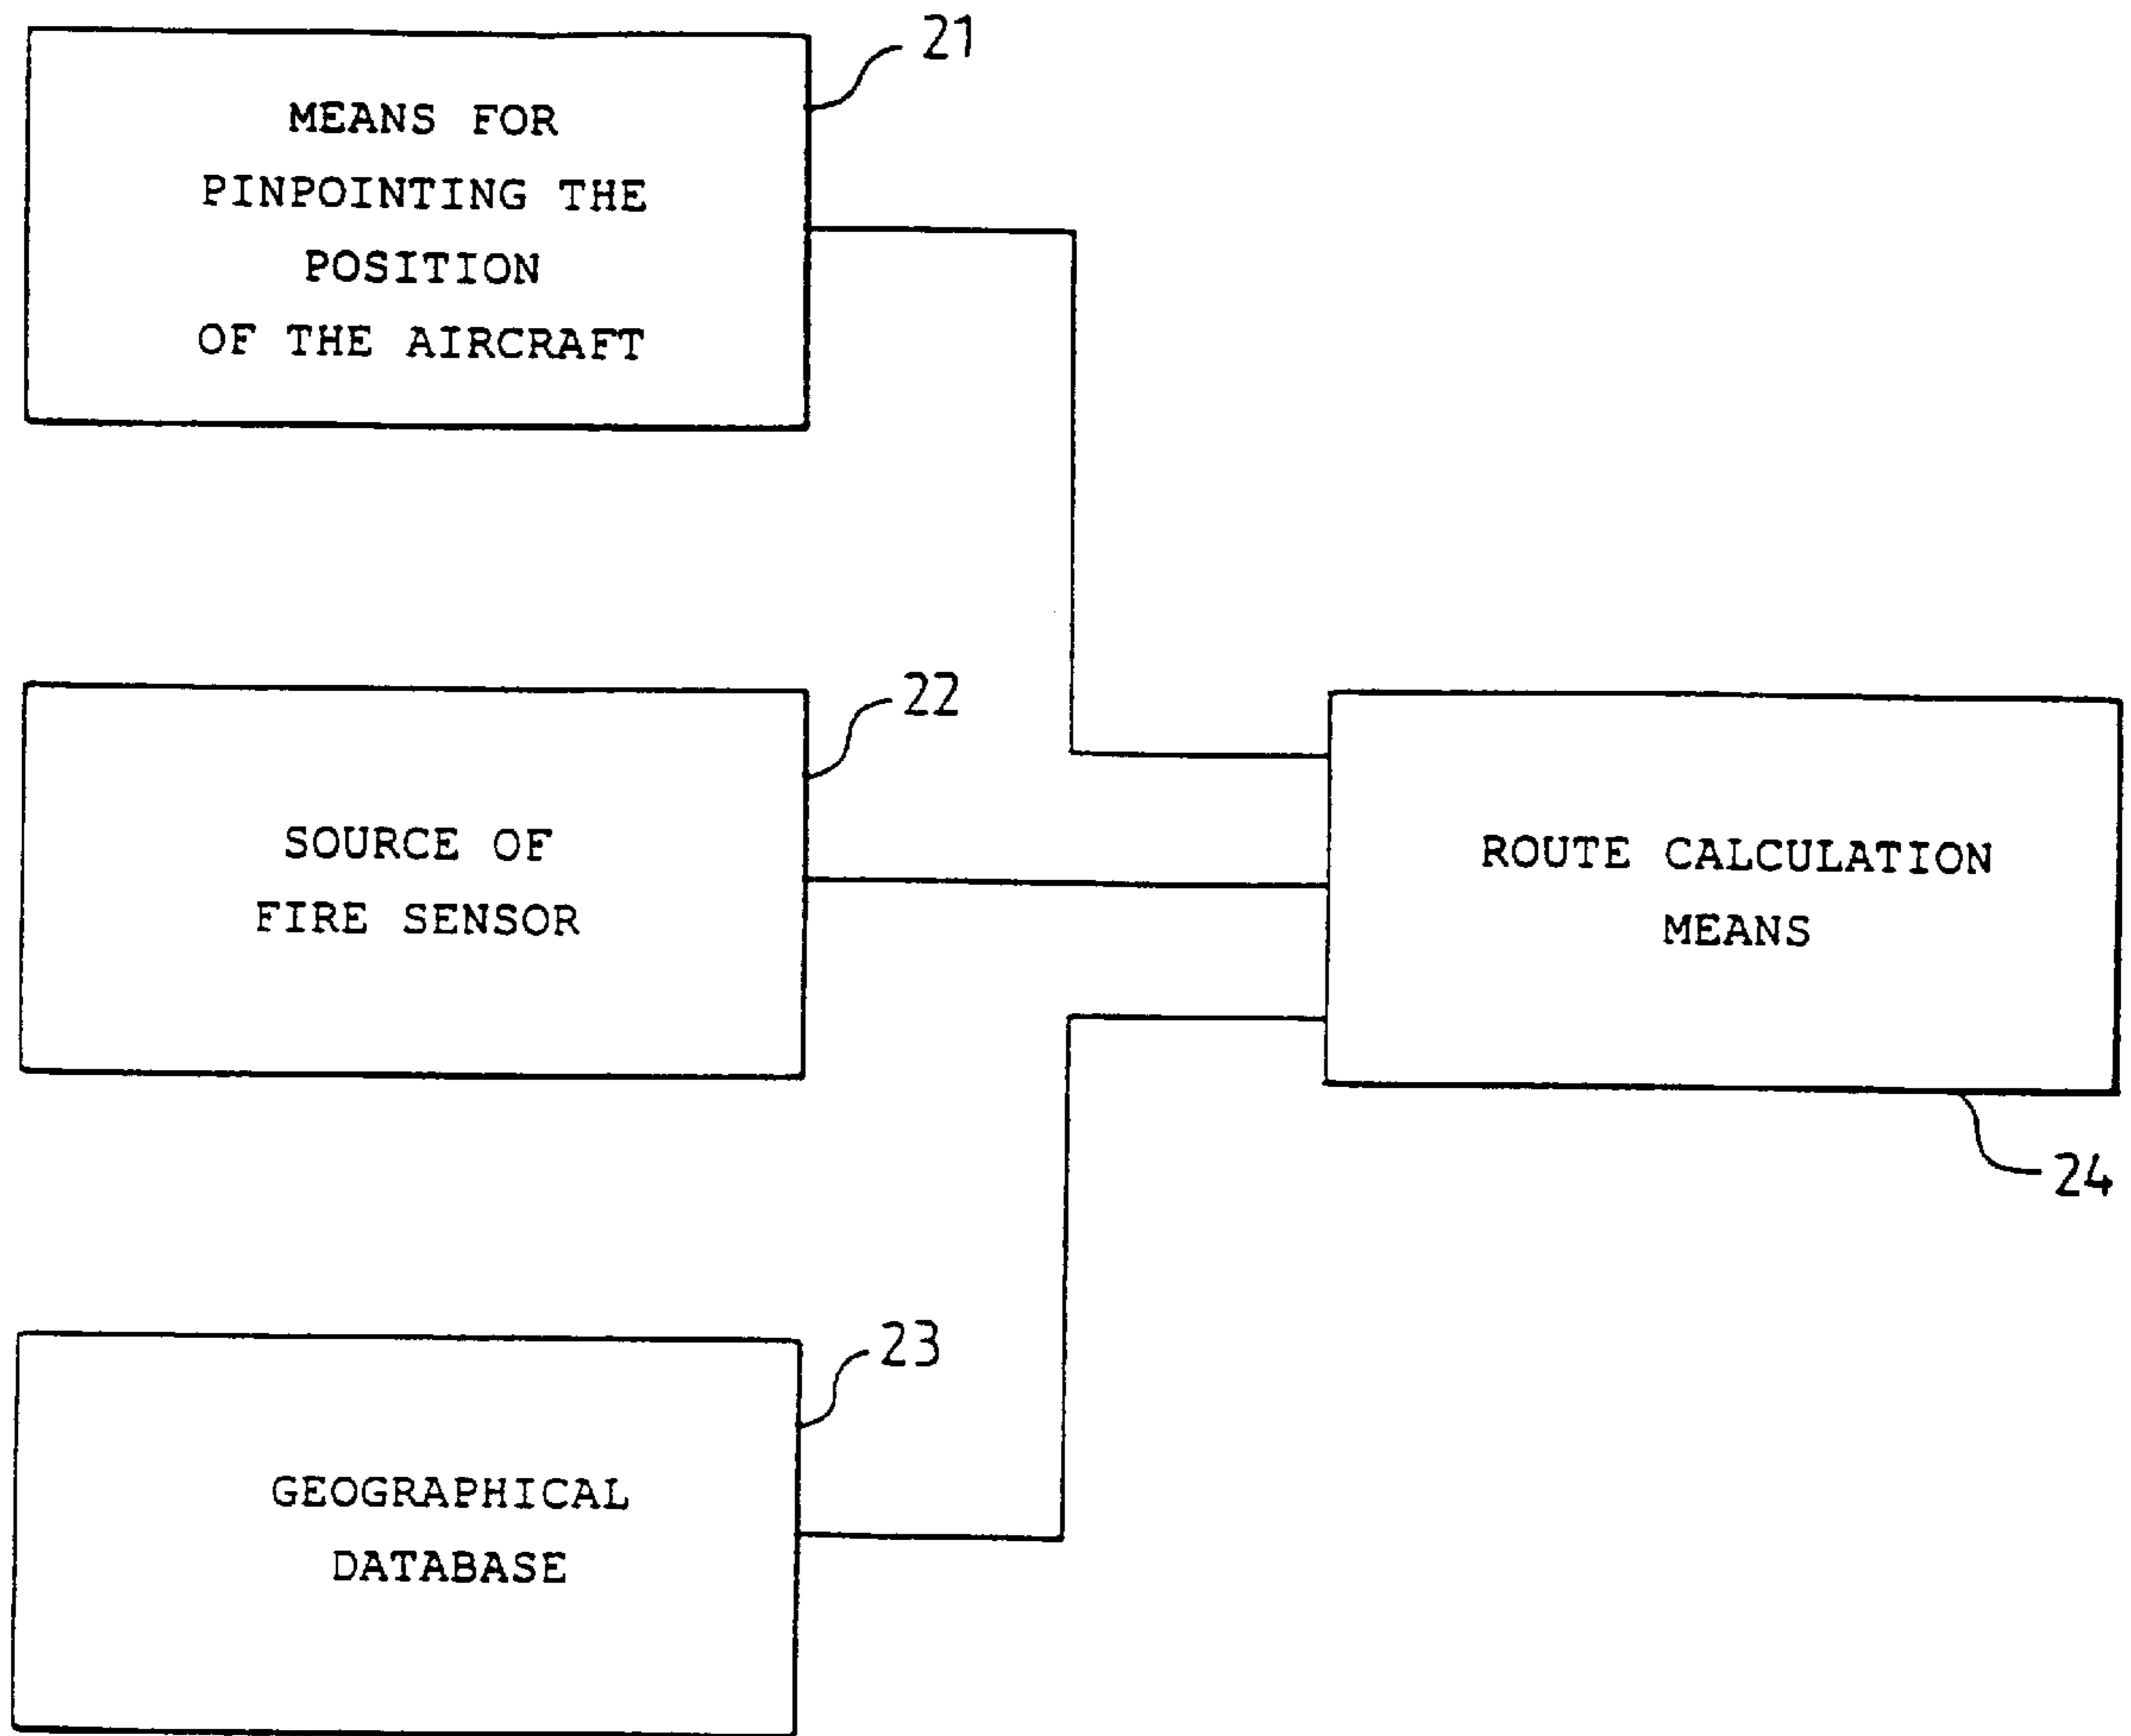 21
MEANS FOR
PINPOINTING THE
POSITION
OF THE AIRCRAFT
22
SOURCE OF
FIRE SENSOR
ROUTE CALCULATION
MEANS
24
23
GEOGRAPHICAL
DATABASE